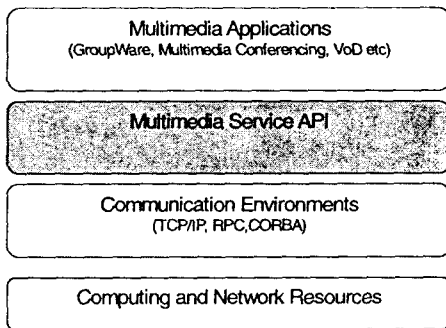 Multimedia Applications
(GroupWare, Multimedia Conferencing, VoD etc)
Multimedia Service API
Communication Environments
(TCP/IP, RPC,CORBA)
Computing and Network Resources